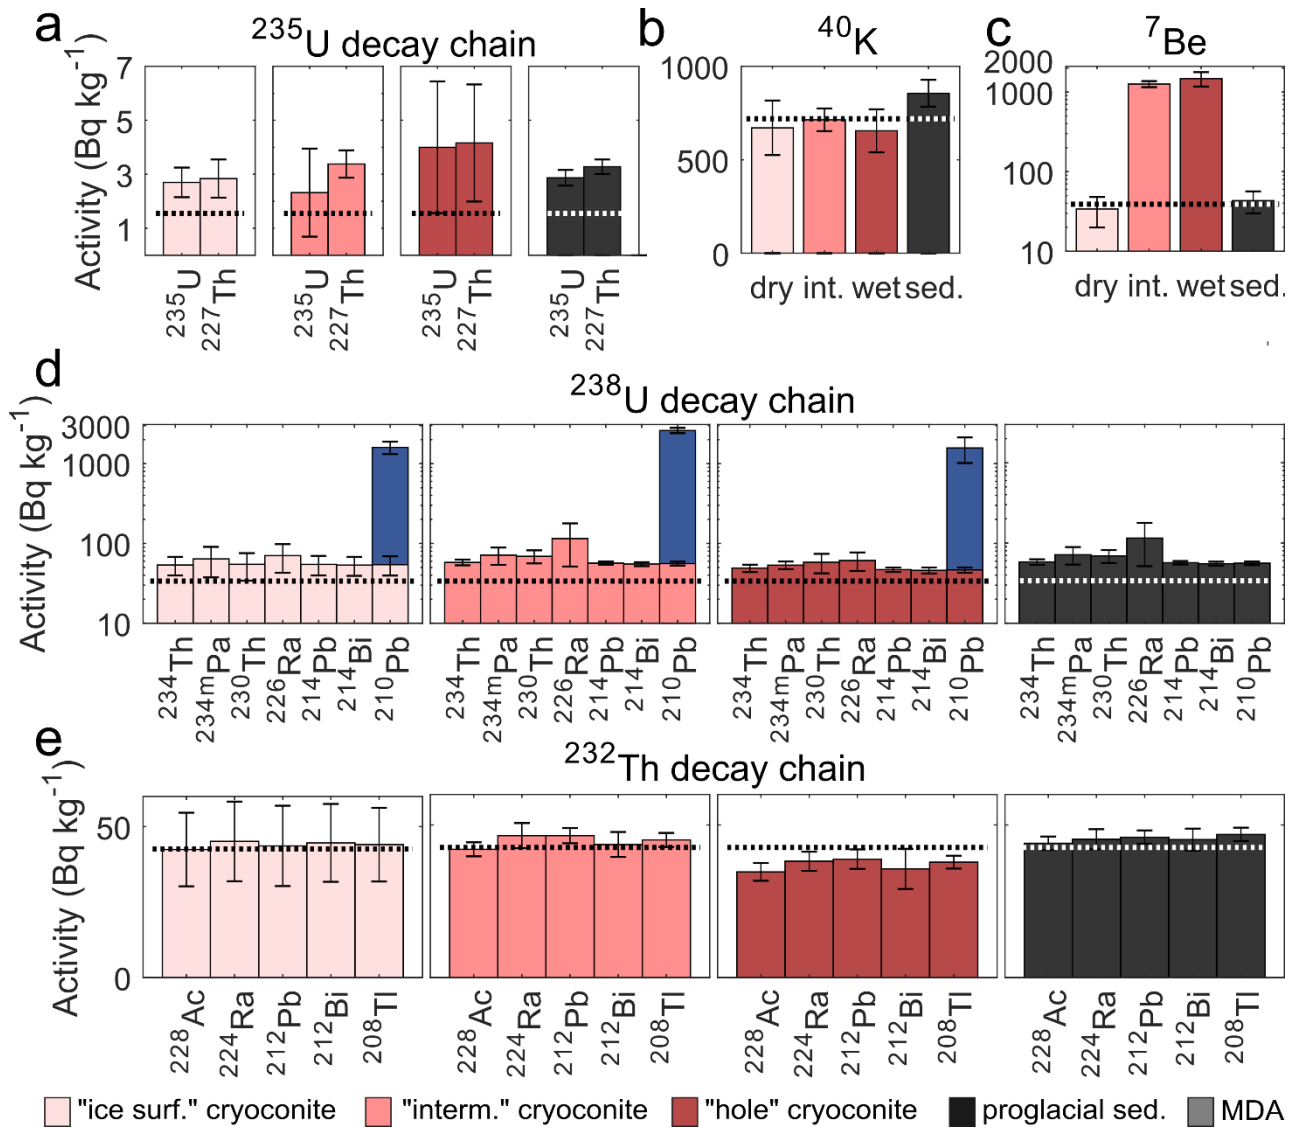 a
²³⁵U decay chain
b
⁴⁰K
c
⁷Be
Activity (Bq kg⁻¹)
7
5
3
1
²³⁵U ²²⁷Th
²³⁵U ²²⁷Th
²³⁵U ²²⁷Th
²³⁵U ²²⁷Th
1000
500
0
dry int. wet sed.
2000
1000
100
10
dry int. wet sed.
d
²³⁸U decay chain
Activity (Bq kg⁻¹)
3000
1000
100
10
²³⁴Th ²³⁴ᵐPa ²³⁰Th ²²⁶Ra ²¹⁴Pb ²¹⁴Bi ²¹⁰Pb
²³⁴Th ²³⁴ᵐPa ²³⁰Th ²²⁶Ra ²¹⁴Pb ²¹⁴Bi ²¹⁰Pb
²³⁴Th ²³⁴ᵐPa ²³⁰Th ²²⁶Ra ²¹⁴Pb ²¹⁴Bi ²¹⁰Pb
²³⁴Th ²³⁴ᵐPa ²³⁰Th ²²⁶Ra ²¹⁴Pb ²¹⁴Bi ²¹⁰Pb
e
²³²Th decay chain
Activity (Bq kg⁻¹)
50
0
²²⁸Ac ²²⁴Ra ²¹²Pb ²¹²Bi ²⁰⁸Tl
²²⁸Ac ²²⁴Ra ²¹²Pb ²¹²Bi ²⁰⁸Tl
²²⁸Ac ²²⁴Ra ²¹²Pb ²¹²Bi ²⁰⁸Tl
²²⁸Ac ²²⁴Ra ²¹²Pb ²¹²Bi ²⁰⁸Tl
"ice surf." cryoconite "interm." cryoconite "hole" cryoconite proglacial sed. MDA